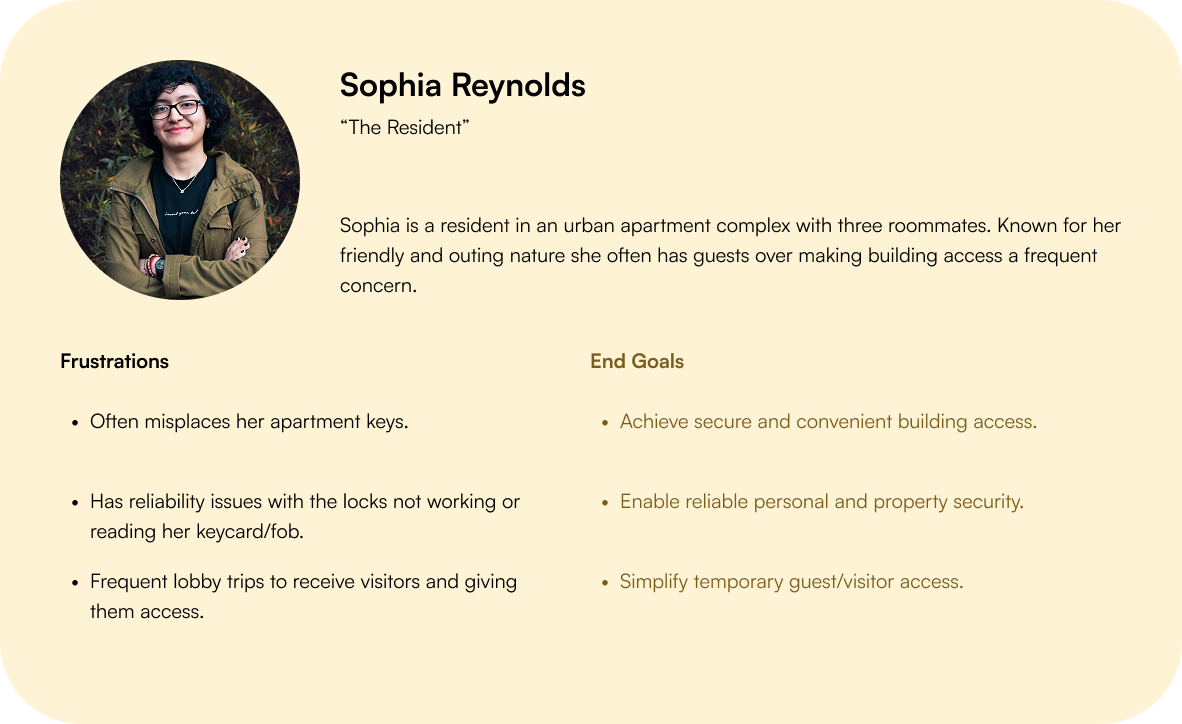 Sophia Reynolds
“The Resident”
Sophia is a resident in an urban apartment complex with three roommates. Known for her
friendly and outing nature she often has guests over making building access a frequent
concern.
Frustrations
• Often misplaces her apartment keys.
• Has reliability issues with the locks not working or
reading her keycard/fob.
• Frequent lobby trips to receive visitors and giving
them access.
End Goals
• Achieve secure and convenient building access.
• Enable reliable personal and property security.
• Simplify temporary guest/visitor access.